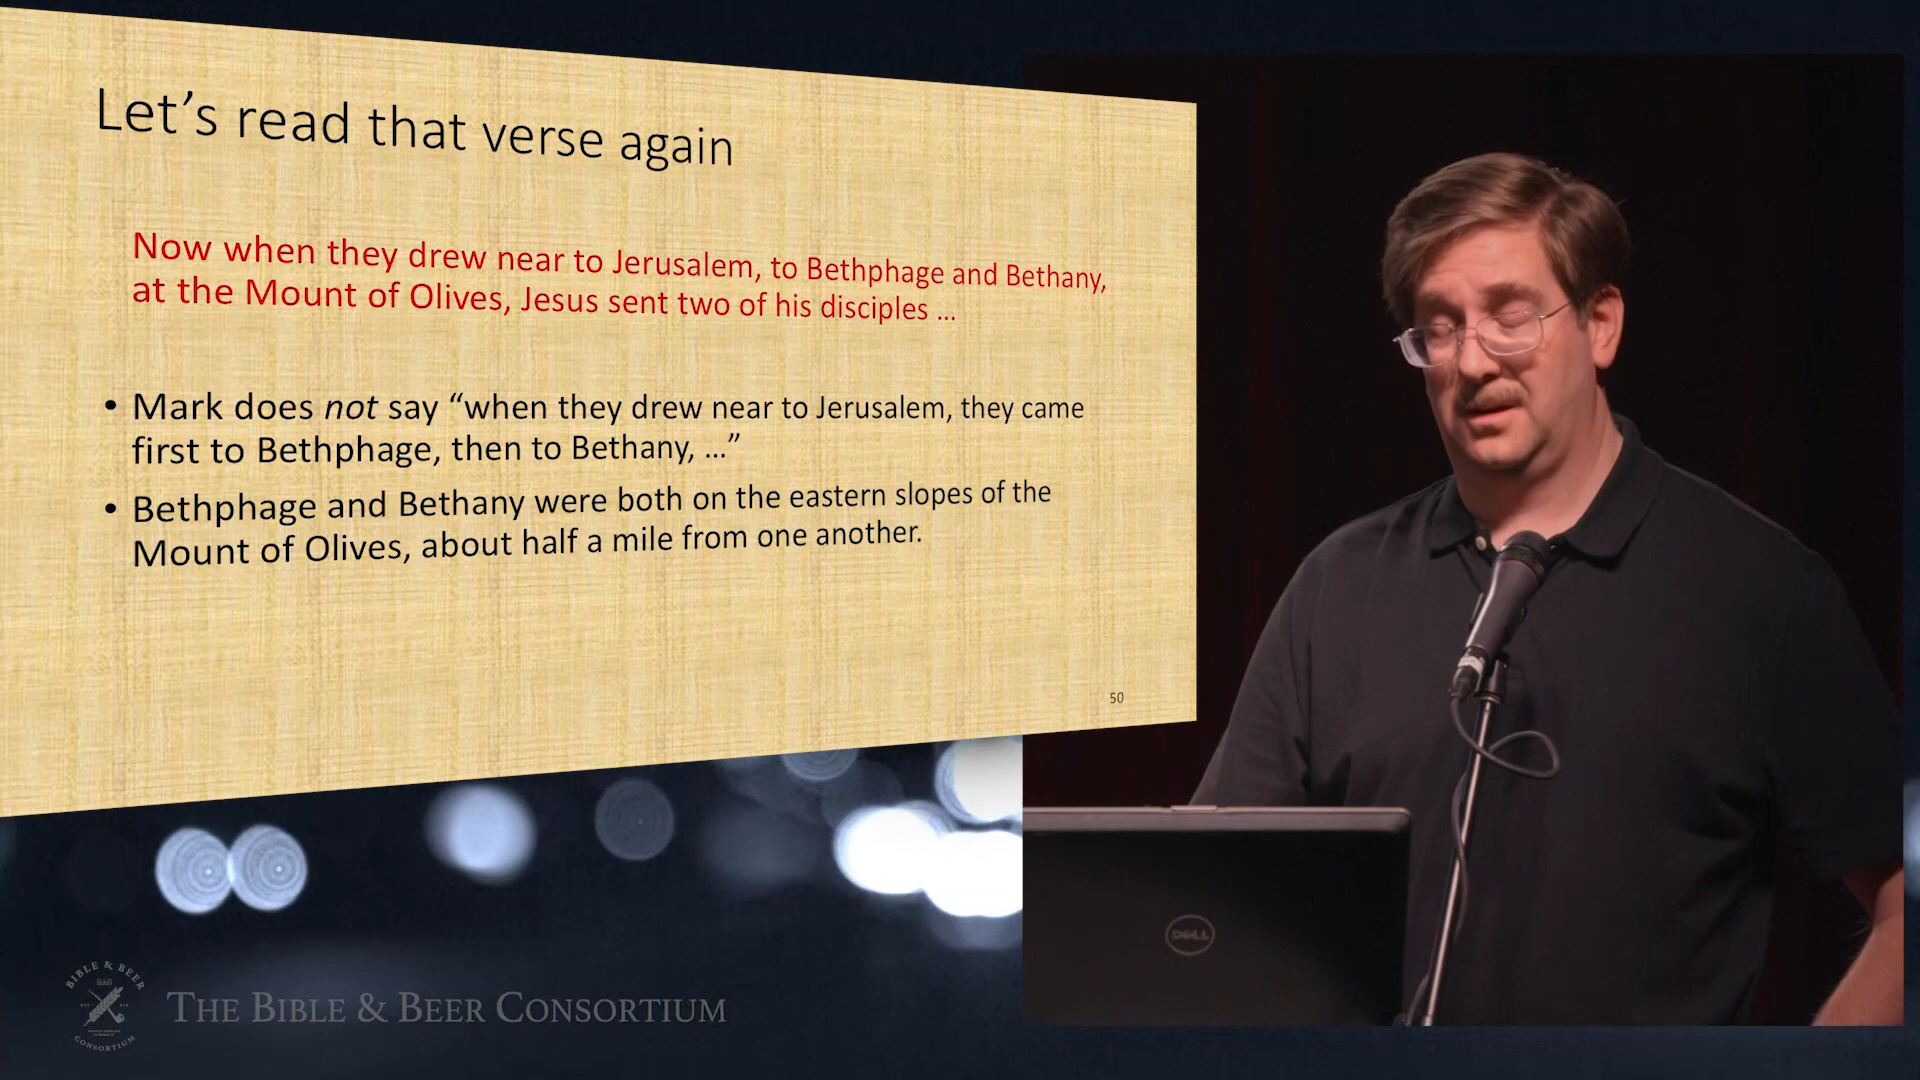 Let’s read that verse again
Now when they drew near to Jerusalem, to Bethphage and Bethany,
at the Mount of Olives, Jesus sent two of his disciples …
• Mark does not say “when they drew near to Jerusalem, they came
first to Bethphage, then to Bethany, …”
• Bethphage and Bethany were both on the eastern slopes of the
Mount of Olives, about half a mile from one another.
50
DELL
BIBLE & BEER
CONSORTIUM
THE BIBLE & BEER CONSORTIUM